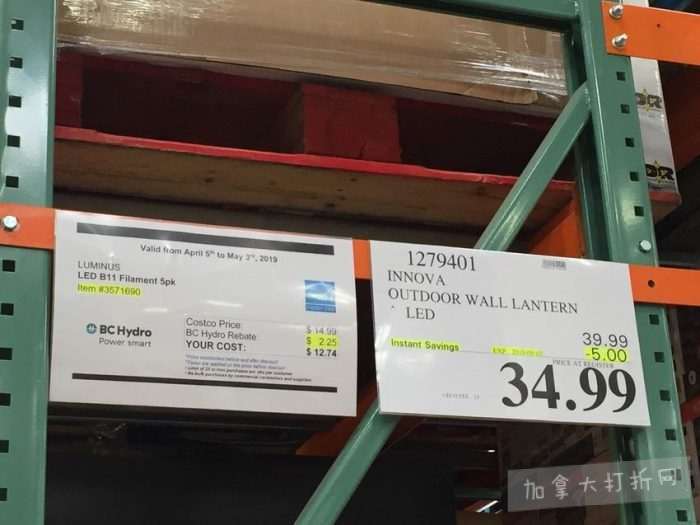 Valid from April 5th to May 3rd, 2019
LUMINUS
LED B11 Filament 5pk
Item #3571690
BC Hydro
Power smart
Costco Price: $ 14.99
BC Hydro Rebate: $ 2.25
YOUR COST: $ 12.74
1279401
INNOVA
OUTDOOR WALL LANTERN
LED
39.99
Instant Savings EXP. -5.00
PRICE AT REGISTER
34.99
加拿大打折网